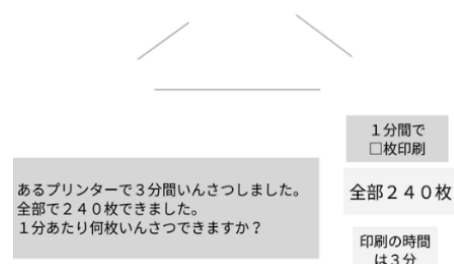 １分間で
□枚印刷
あるプリンターで３分間いんさつしました。
全部で２４０枚できました。
１分あたり何枚いんさつできますか？
全部２４０枚
印刷の時間
は３分